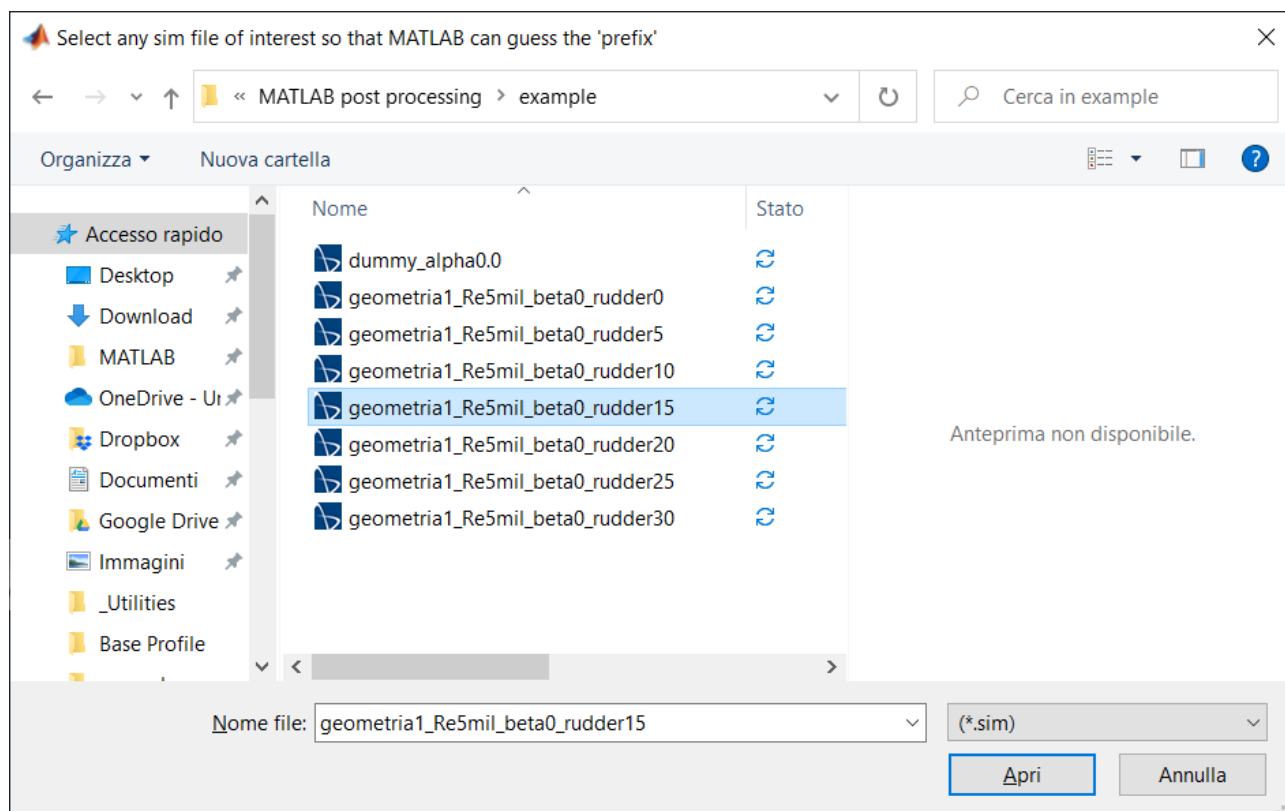 Select any sim file of interest so that MATLAB can guess the 'prefix'
« MATLAB post processing > example
Cerca in example
Organizza
Nuova cartella
?
Nome
Stato
Accesso rapido
Desktop
Download
MATLAB
OneDrive - Ur
Dropbox
Documenti
Google Drive
Immagini
_Utilities
Base Profile
dummy_alpha0.0
geometria1_Re5mil_beta0_rudder0
geometria1_Re5mil_beta0_rudder5
geometria1_Re5mil_beta0_rudder10
geometria1_Re5mil_beta0_rudder15
geometria1_Re5mil_beta0_rudder20
geometria1_Re5mil_beta0_rudder25
geometria1_Re5mil_beta0_rudder30
Anteprima non disponibile.
Nome file: geometria1_Re5mil_beta0_rudder15
(*.sim)
Apri
Annulla